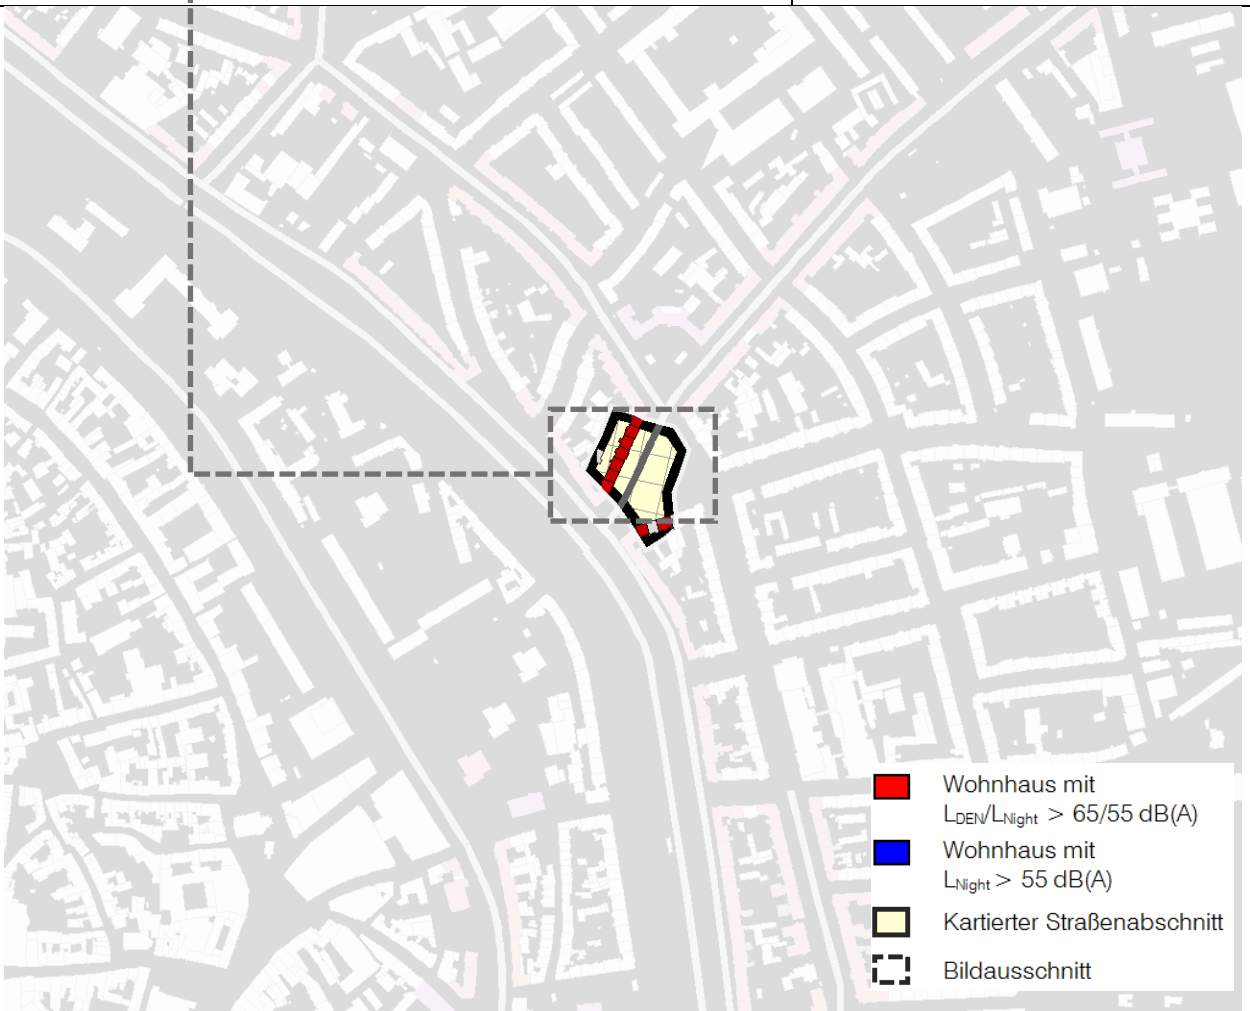 Wohnhaus mit
LDEN/LNight > 65/55 dB(A)
Wohnhaus mit
LNight > 55 dB(A)
Kartierter Straßenabschnitt
Bildausschnitt